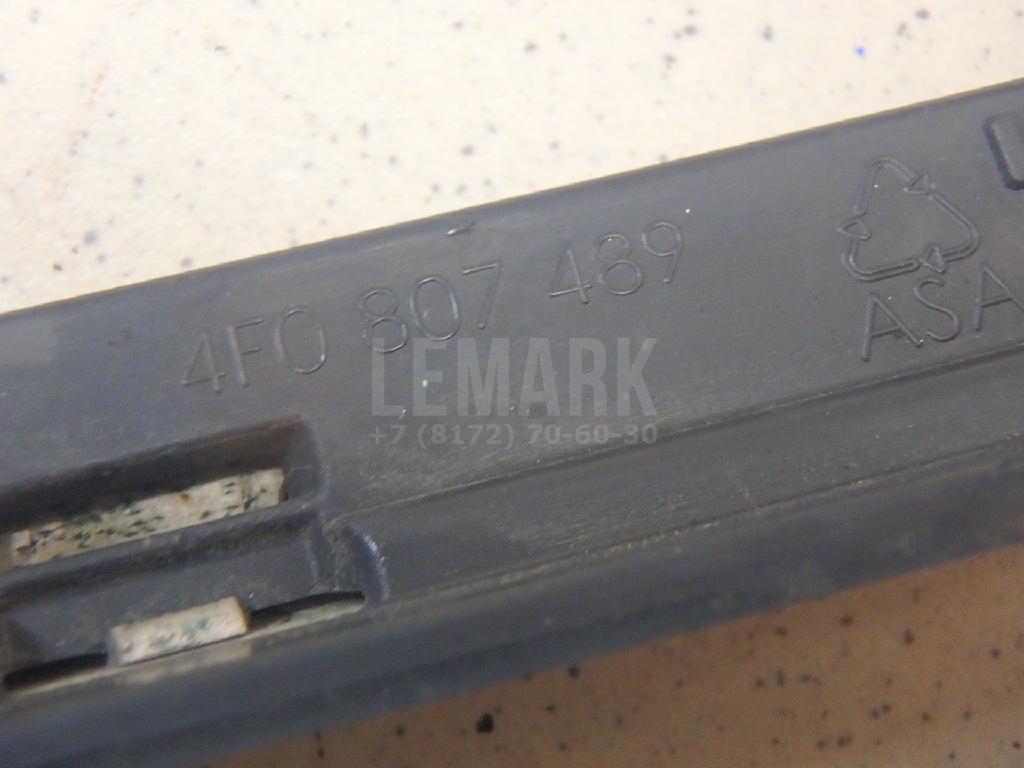 4F0 807 489
ASA
LEMARK
+7 (8172) 70-60-30